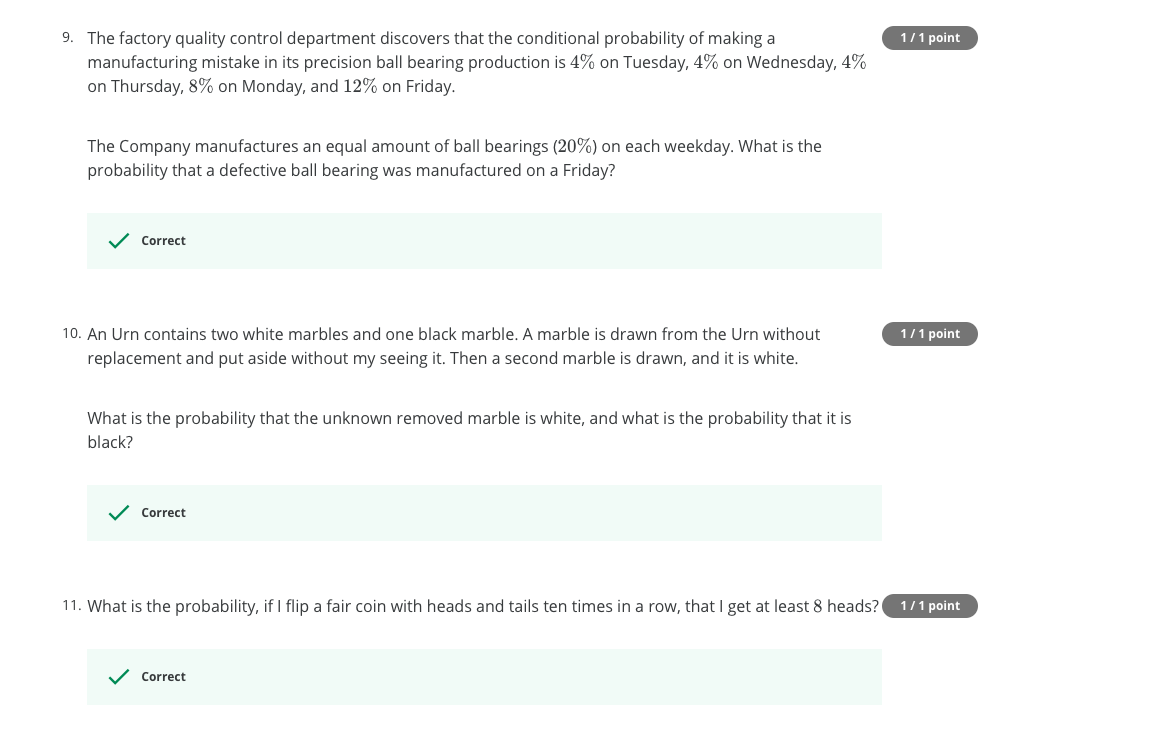 9. The factory quality control department discovers that the conditional probability of making a 1 / 1 point
manufacturing mistake in its precision ball bearing production is 4% on Tuesday, 4% on Wednesday, 4%
on Thursday, 8% on Monday, and 12% on Friday.
The Company manufactures an equal amount of ball bearings (20%) on each weekday. What is the
probability that a defective ball bearing was manufactured on a Friday?
Correct
10. An Urn contains two white marbles and one black marble. A marble is drawn from the Urn without 1 / 1 point
replacement and put aside without my seeing it. Then a second marble is drawn, and it is white.
What is the probability that the unknown removed marble is white, and what is the probability that it is
black?
Correct
11. What is the probability, if I flip a fair coin with heads and tails ten times in a row, that I get at least 8 heads? 1 / 1 point
Correct